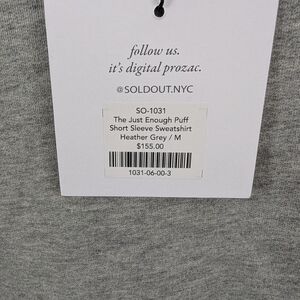 follow us.
it's digital prozac.
@SOLDOUT.NYC
SO-1031
The Just Enough Puff
Short Sleeve Sweatshirt
Heather Grey / M
$155.00
1031-06-00-3